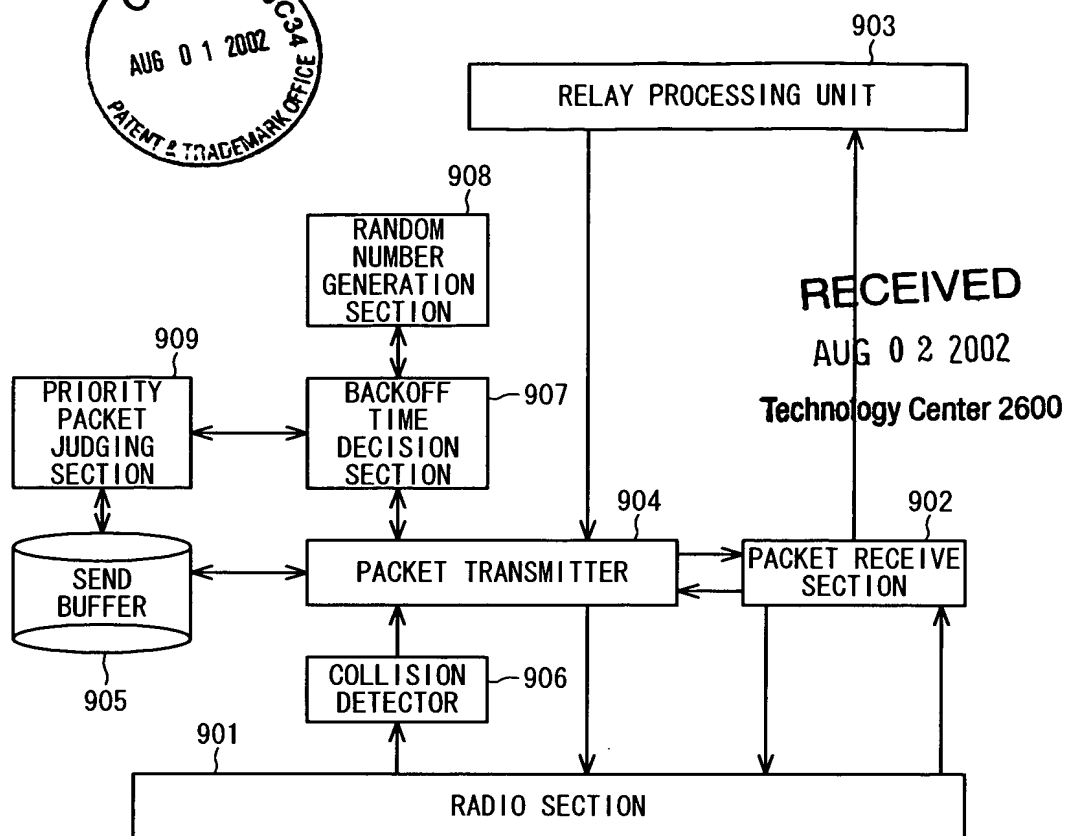 C34
AUG 0 1 2002
PATENT & TRADEMARK OFFICE
903
RELAY PROCESSING UNIT
908
RANDOM
NUMBER
GENERATION
SECTION
RECEIVED
AUG 0 2 2002
Technology Center 2600
909
PRIORITY
PACKET
JUDGING
SECTION
BACKOFF
TIME
DECISION
SECTION
907
904
902
SEND
BUFFER
PACKET TRANSMITTER
PACKET RECEIVE
SECTION
905
COLLISION
DETECTOR
906
901
RADIO SECTION